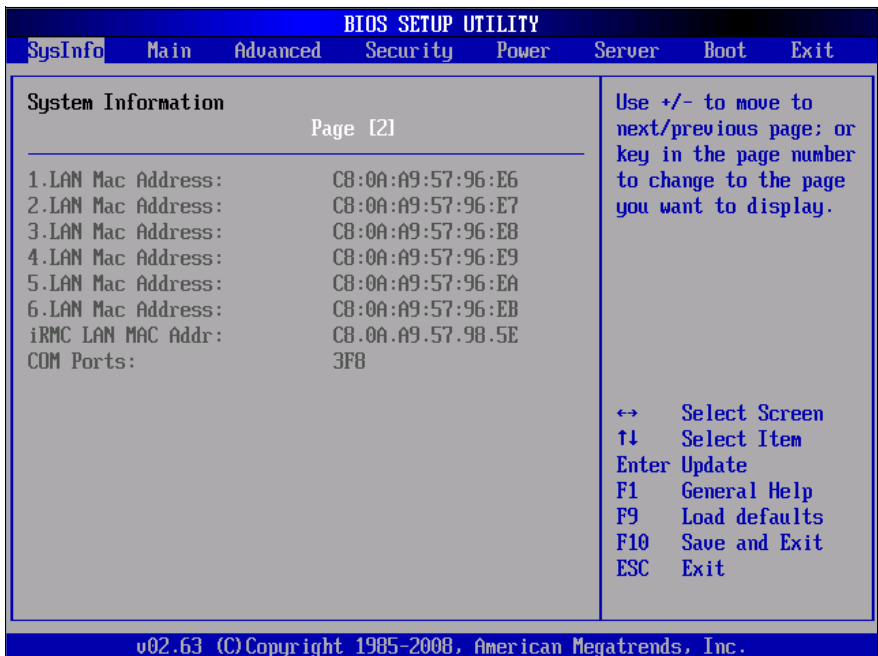 BIOS SETUP UTILITY
SysInfo Main Advanced Security Power Server Boot Exit
System Information
Page [2]
1.LAN Mac Address: C8:0A:A9:57:96:E6
2.LAN Mac Address: C8:0A:A9:57:96:E7
3.LAN Mac Address: C8:0A:A9:57:96:E8
4.LAN Mac Address: C8:0A:A9:57:96:E9
5.LAN Mac Address: C8:0A:A9:57:96:EA
6.LAN Mac Address: C8:0A:A9:57:96:EB
iRMC LAN MAC Addr: C8.0A.A9.57.98.5E
COM Ports: 3F8
Use +/- to move to
next/previous page; or
key in the page number
to change to the page
you want to display.
↔ Select Screen
↑↓ Select Item
Enter Update
F1 General Help
F9 Load defaults
F10 Save and Exit
ESC Exit
v02.63 (C)Copyright 1985-2008, American Megatrends, Inc.